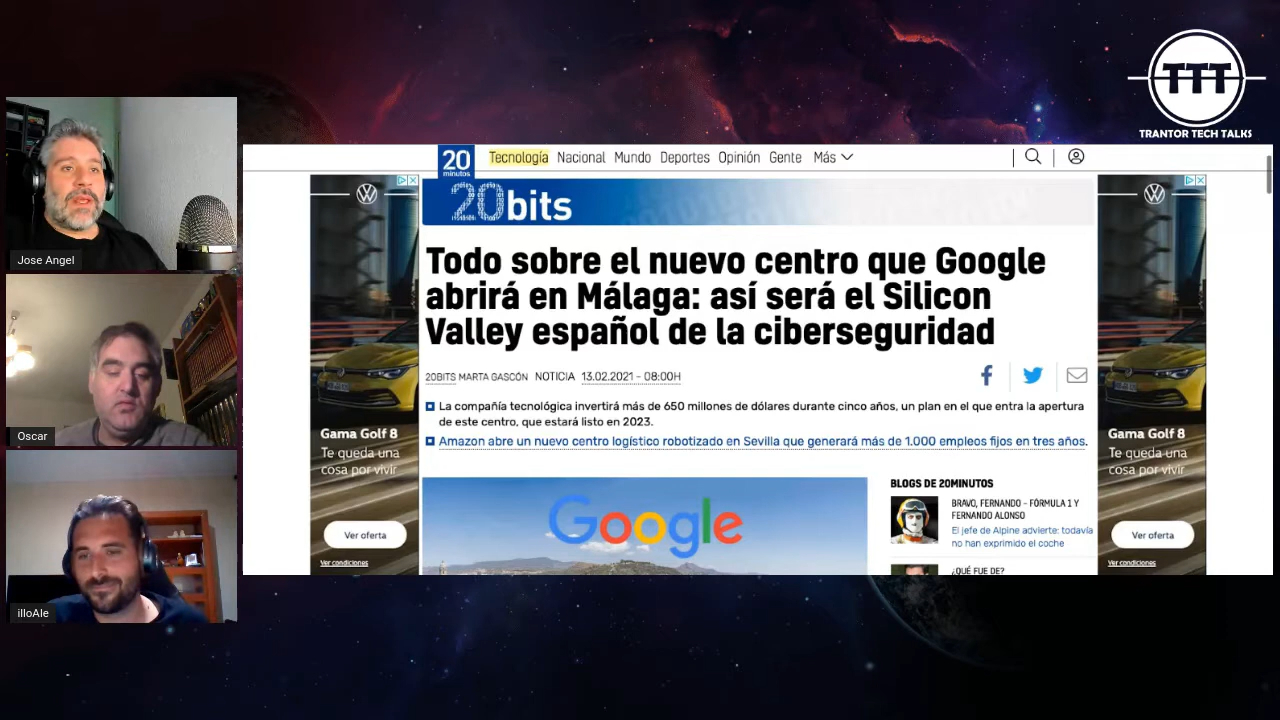 TTT
TRANTOR TECH TALKS
Jose Angel
Oscar
illoAle
20
minutos
Tecnología Nacional Mundo Deportes Opinión Gente Más
20bits
Todo sobre el nuevo centro que Google
abrirá en Málaga: así será el Silicon
Valley español de la ciberseguridad
20BITS MARTA GASCÓN NOTICIA 13.02.2021 - 08:00H
La compañía tecnológica invertirá más de 650 millones de dólares durante cinco años, un plan en el que entra la apertura
de este centro, que estará listo en 2023.
Amazon abre un nuevo centro logístico robotizado en Sevilla que generará más de 1.000 empleos fijos en tres años.
Google
BLOGS DE 20MINUTOS
BRAVO, FERNANDO - FÓRMULA 1 Y
FERNANDO ALONSO
El jefe de Alpine advierte: todavía
no han exprimido el coche
¿QUÉ FUE DE?
Gama Golf 8
Te queda una
cosa por vivir
Ver oferta
Ver condiciones
Gama Golf 8
Te queda una
cosa por vivir
Ver oferta
Ver condiciones